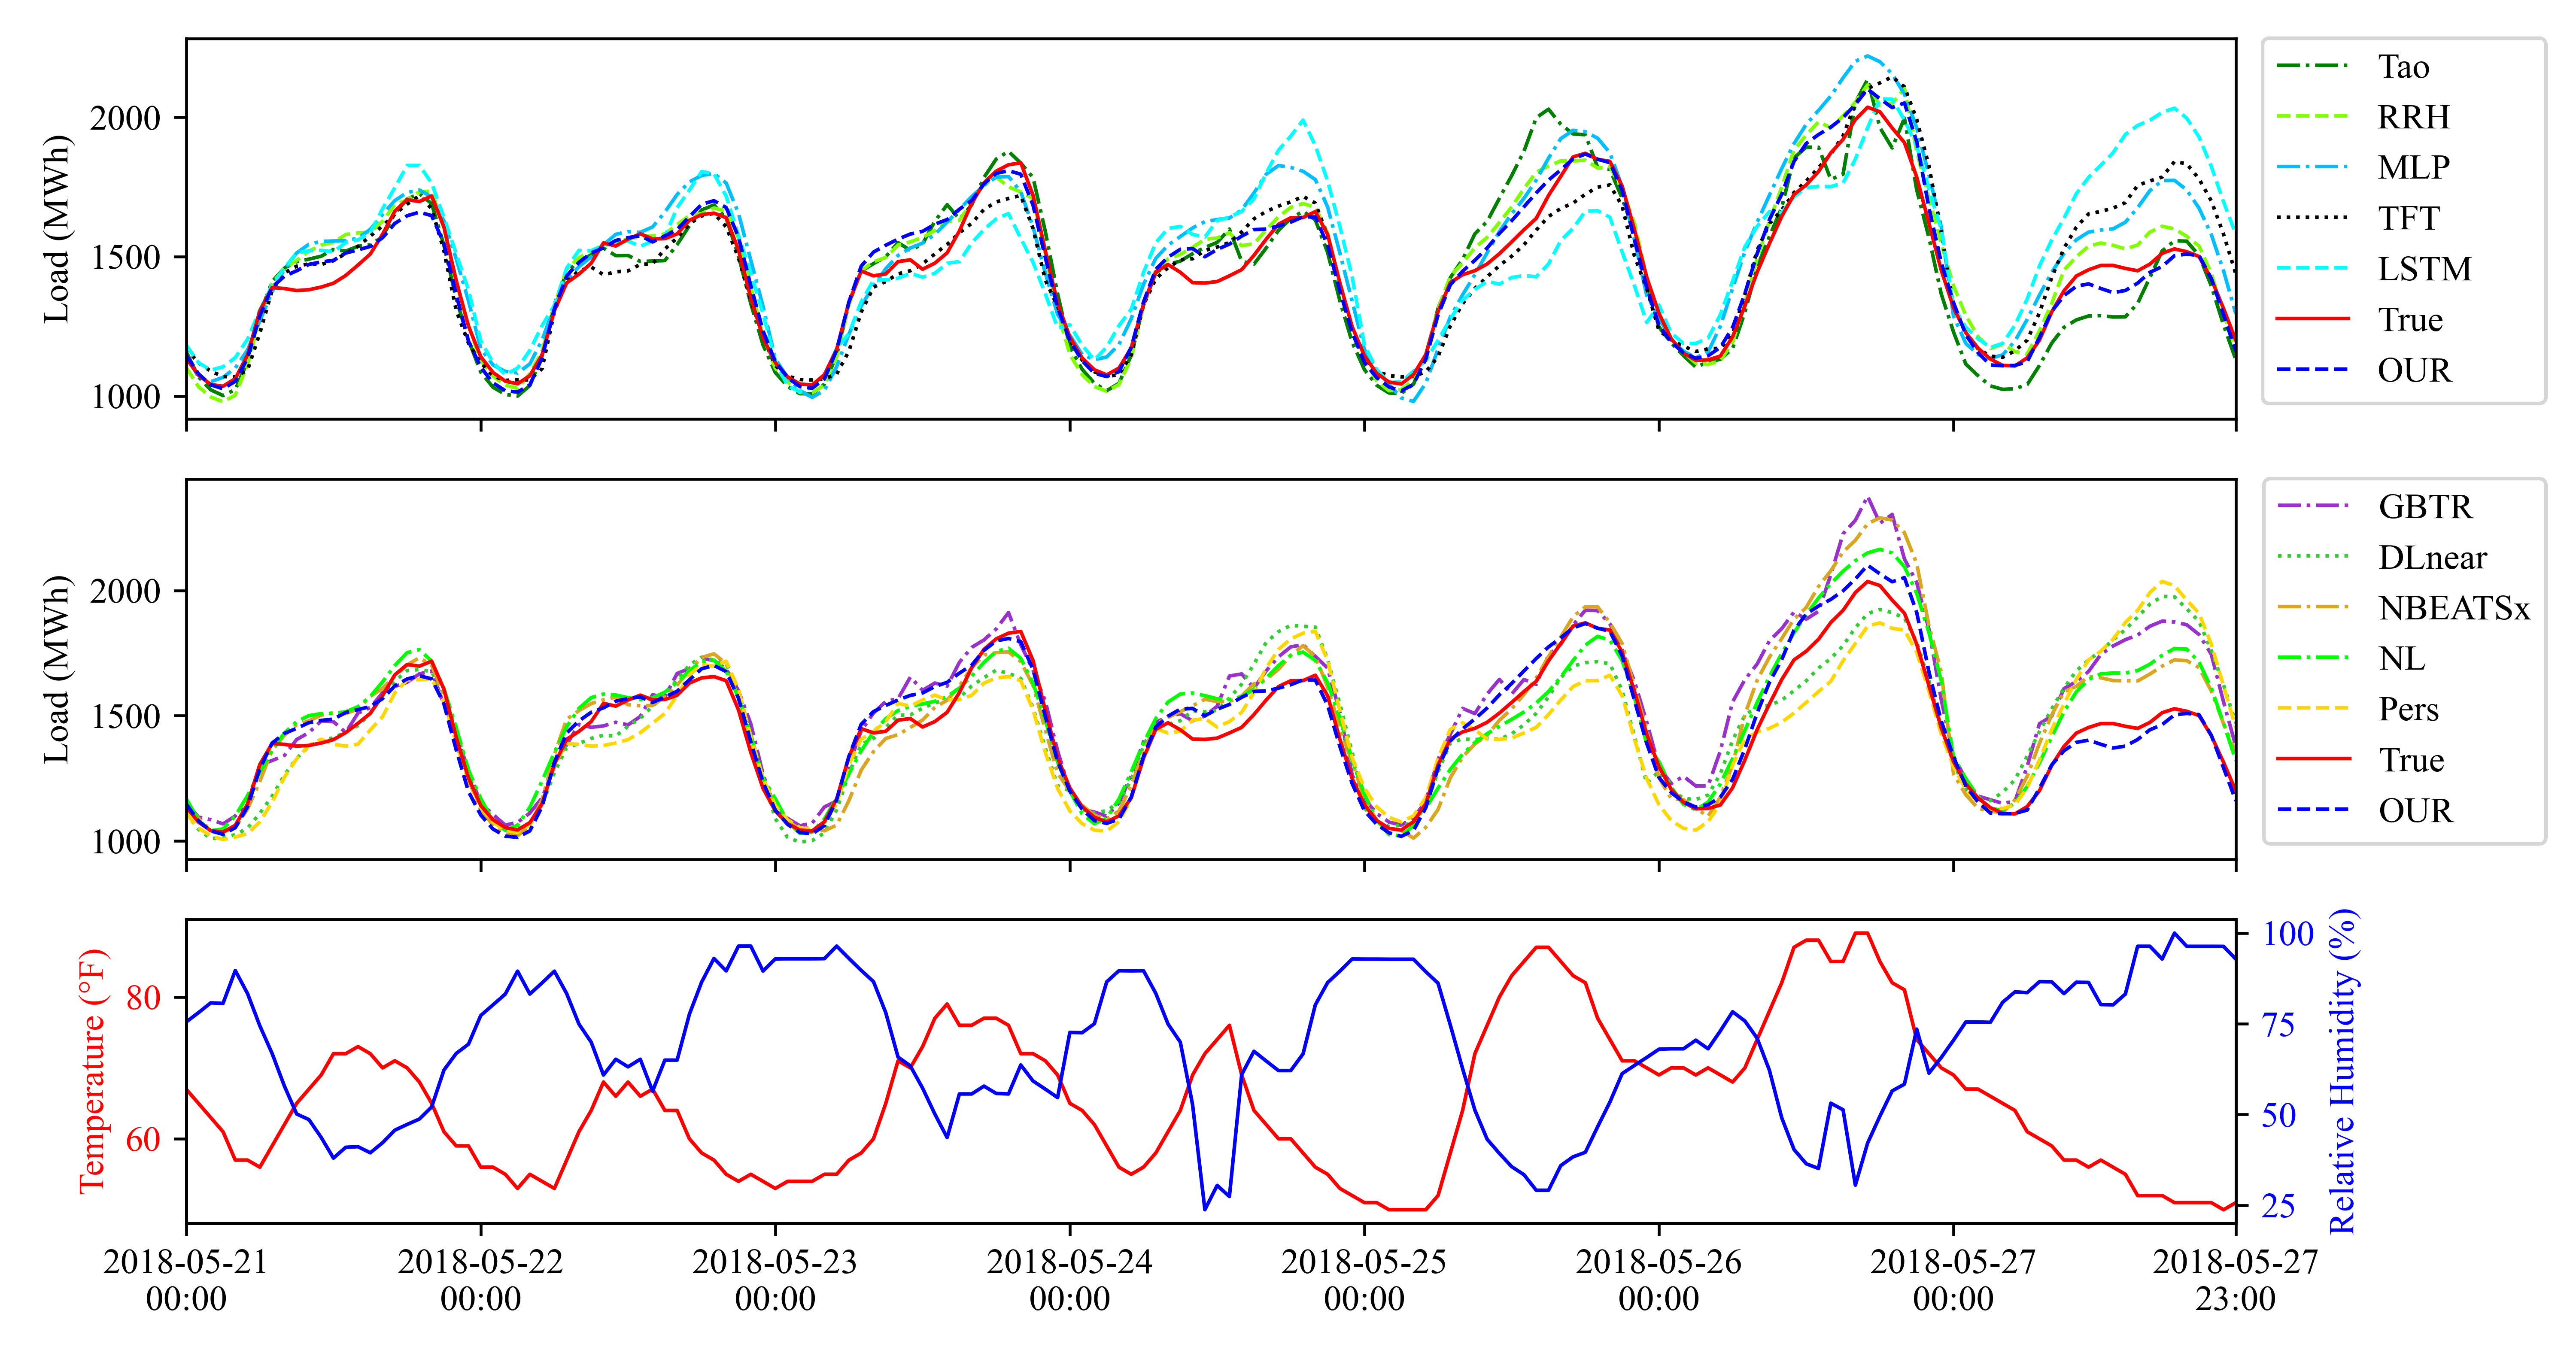 Load (MWh)
2000
1500
1000
Tao
RRH
MLP
TFT
LSTM
True
OUR
Load (MWh)
2000
1500
1000
GBTR
DLnear
NBEATSx
NL
Pers
True
OUR
Temperature (°F)
80
60
100
75
50
25
Relative Humidity (%)
2018-05-21 2018-05-22 2018-05-23 2018-05-24 2018-05-25 2018-05-26 2018-05-27 2018-05-27
00:00 00:00 00:00 00:00 00:00 00:00 00:00 23:00